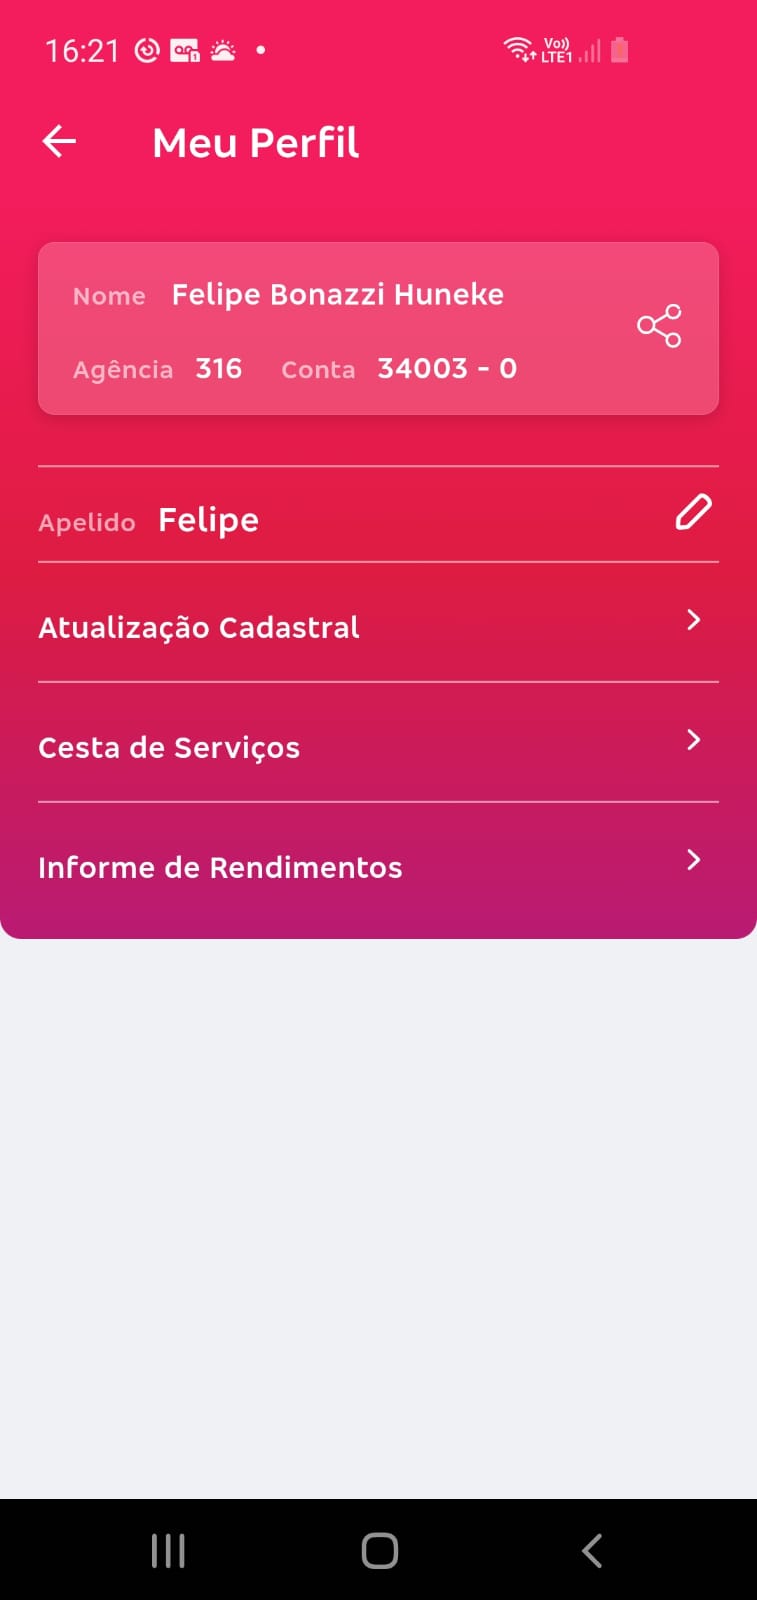 16:21 Vo)) LTE1
Meu Perfil
Nome Felipe Bonazzi Huneke
Agência 316 Conta 34003 - 0
Apelido Felipe
Atualização Cadastral
Cesta de Serviços
Informe de Rendimentos